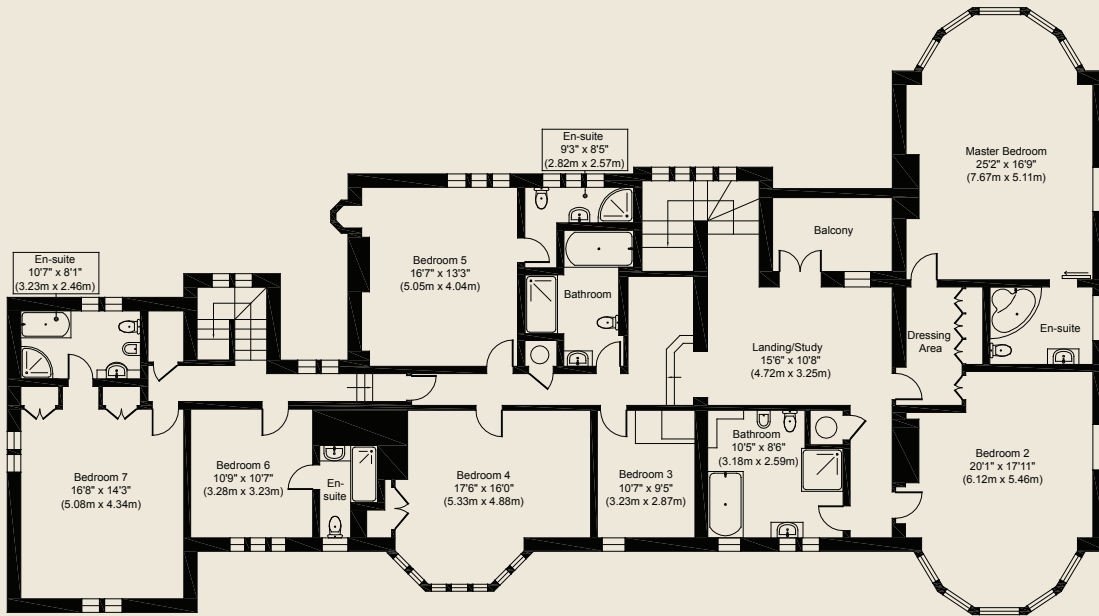 En-suite
9'3" x 8'5"
(2.82m x 2.57m)
Master Bedroom
25'2" x 16'9"
(7.67m x 5.11m)
Balcony
Bedroom 5
16'7" x 13'3"
(5.05m x 4.04m)
En-suite
10'7" x 8'1"
(3.23m x 2.46m)
Bathroom
Landing/Study
15'6" x 10'8"
(4.72m x 3.25m)
Dressing
Area
En-suite
Bathroom
10'5" x 8'6"
(3.18m x 2.59m)
Bedroom 2
20'1" x 17'11"
(6.12m x 5.46m)
Bedroom 7
16'8" x 14'3"
(5.08m x 4.34m)
Bedroom 6
10'9" x 10'7"
(3.28m x 3.23m)
En-
suite
Bedroom 4
17'6" x 16'0"
(5.33m x 4.88m)
Bedroom 3
10'7" x 9'5"
(3.23m x 2.87m)